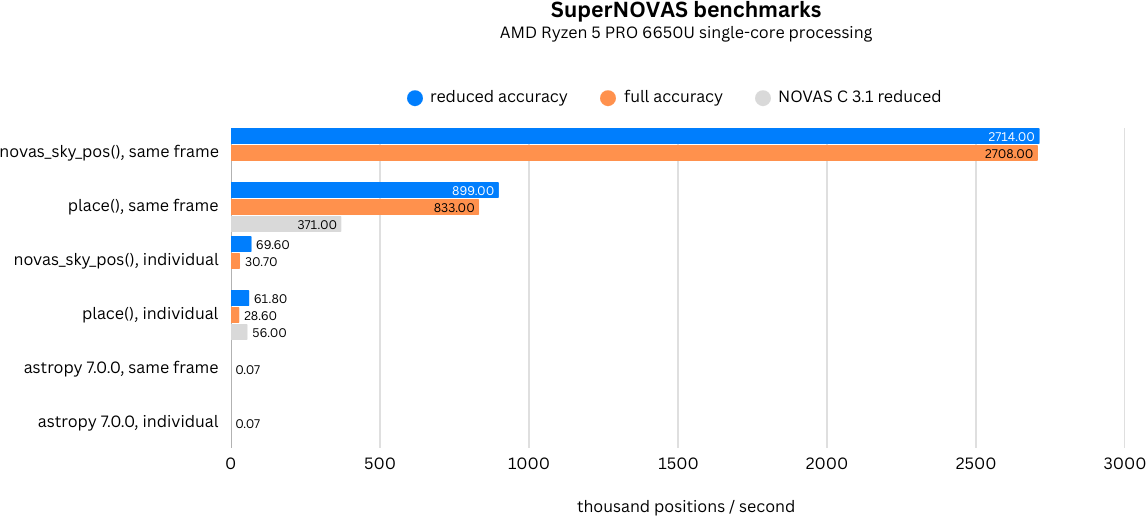 SuperNOVAS benchmarks
AMD Ryzen 5 PRO 6650U single-core processing
reduced accuracy full accuracy NOVAS C 3.1 reduced
novas_sky_pos(), same frame 2714.00
2708.00
place(), same frame 899.00
833.00
371.00
novas_sky_pos(), individual 69.60
30.70
place(), individual 61.80
28.60
56.00
astropy 7.0.0, same frame 0.07
astropy 7.0.0, individual 0.07
0 500 1000 1500 2000 2500 3000
thousand positions / second